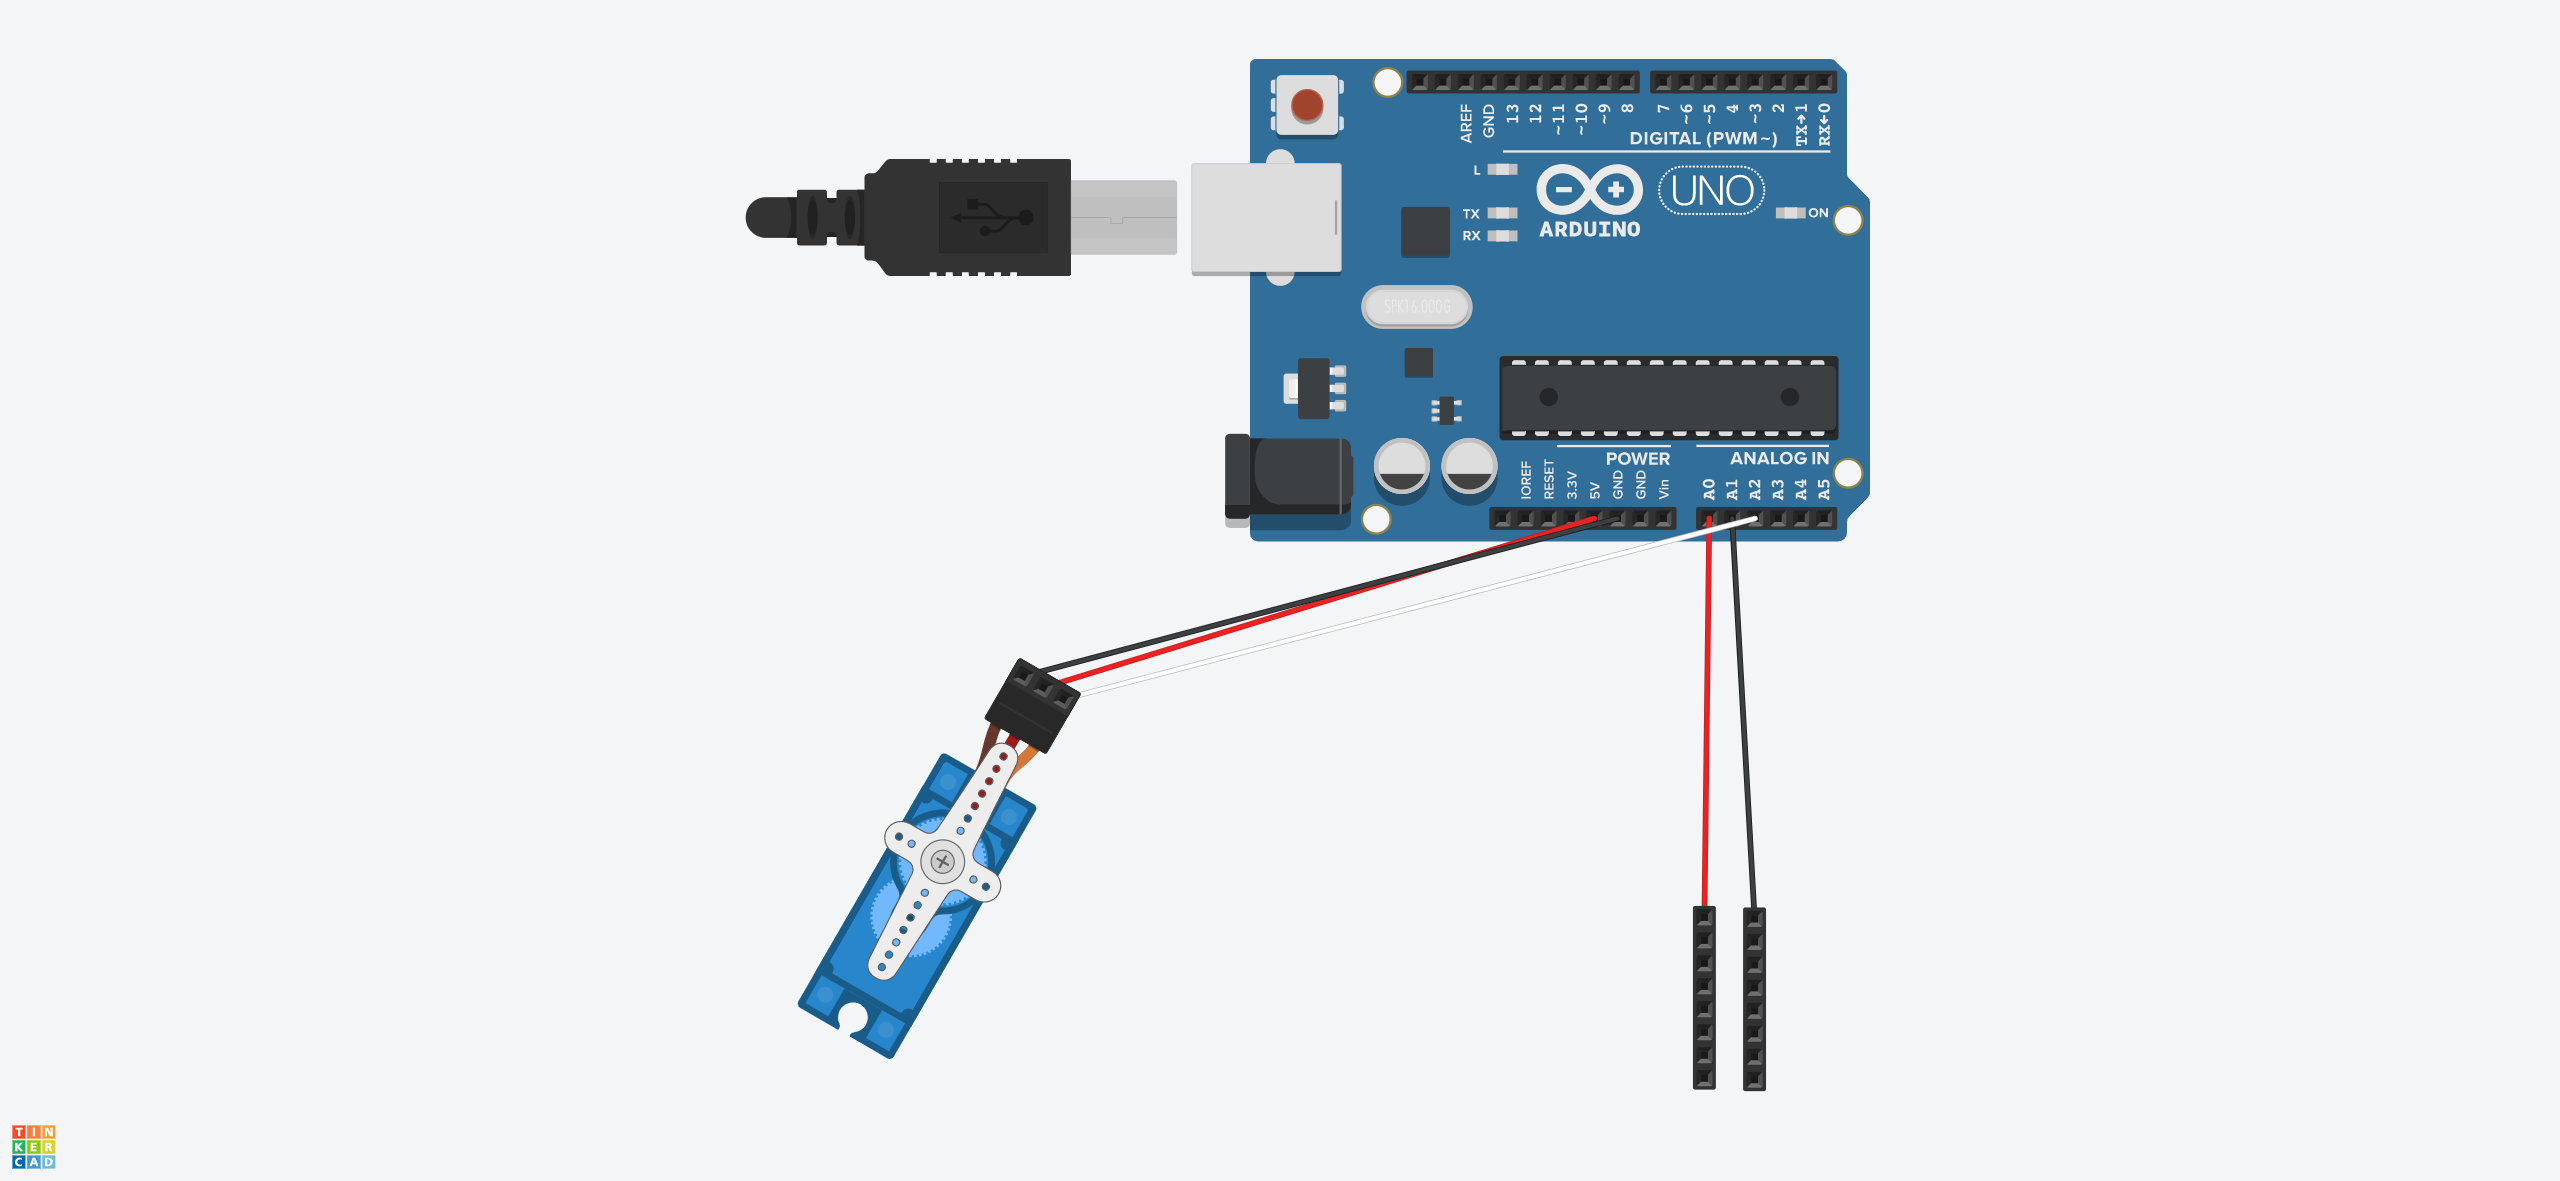 AREF
GND
13
12
~11
~10
~9
8
7
~6
~5
4
~3
2
TX→1
RX←0
DIGITAL (PWM~)
L
TX
RX
ARDUINO
UNO
ON
SPK16.000G
POWER
ANALOG IN
IOREF
RESET
3.3V
5V
GND
GND
Vin
A0
A1
A2
A3
A4
A5
TIN
KER
CAD